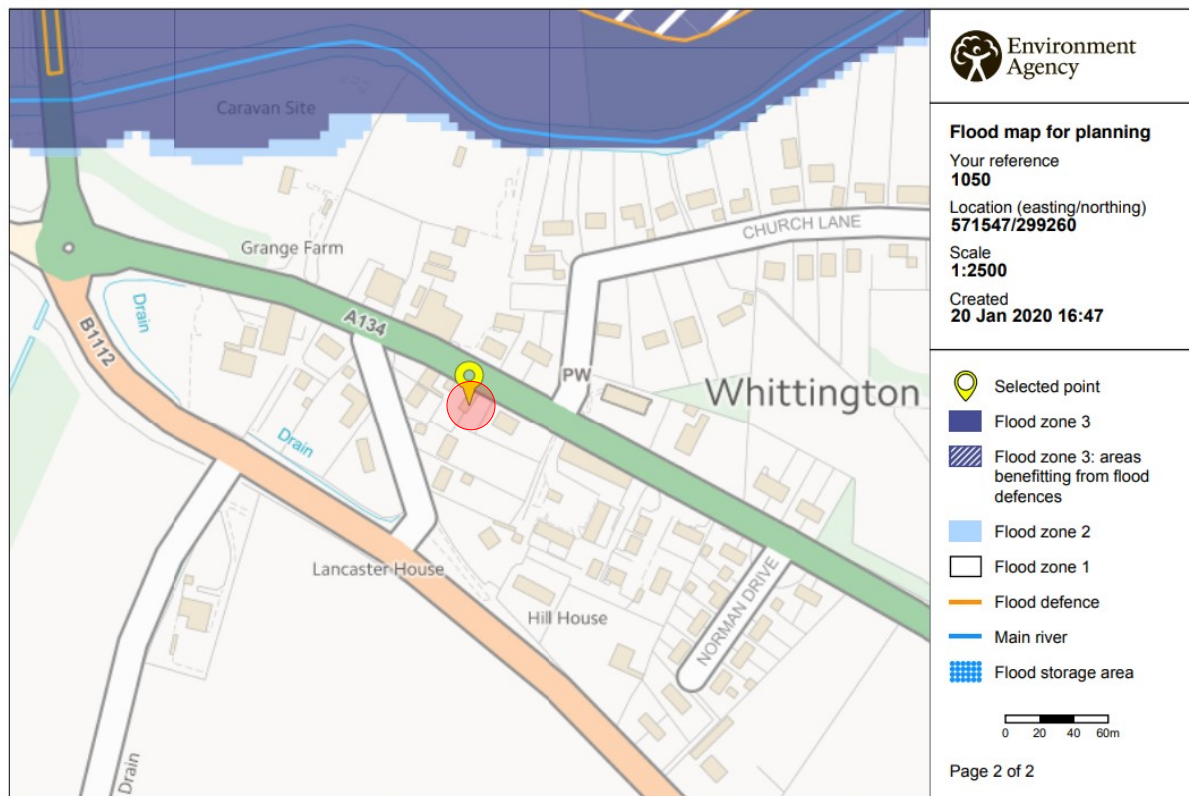 Caravan Site
Grange Farm
CHURCH LANE
Drain
A134
B1112
PW
Whittington
Drain
Lancaster House
Hill House
NORMAN DRIVE
Drain
Environment
Agency
Flood map for planning
Your reference
1050
Location (easting/northing)
571547/299260
Scale
1:2500
Created
20 Jan 2020 16:47
Selected point
Flood zone 3
Flood zone 3: areas
benefitting from flood
defences
Flood zone 2
Flood zone 1
Flood defence
Main river
Flood storage area
0 20 40 60m
Page 2 of 2